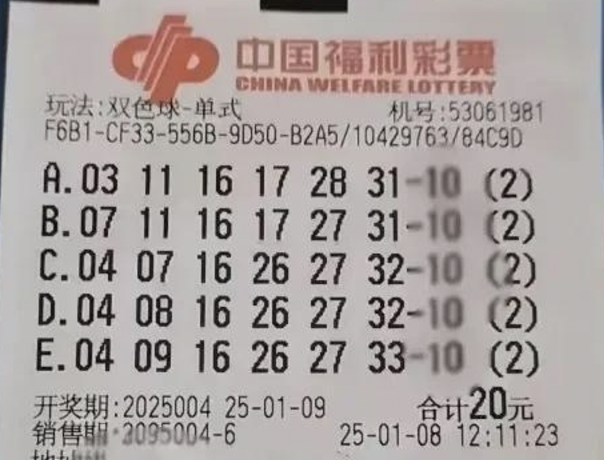 中国福利彩票
CHINA WELFARE LOTTERY
玩法:双色球-单式 机号:53061981
F6B1-CF33-556B-9D50-B2A5/10429763/84C9D
A.03 11 16 17 28 31-10 (2)
B.07 11 16 17 27 31-10 (2)
C.04 07 16 26 27 32-10 (2)
D.04 08 16 26 27 32-10 (2)
E.04 09 16 26 27 33-10 (2)
开奖期:2025004 25-01-09 合计20元
销售期 25-01-08 12:11:23